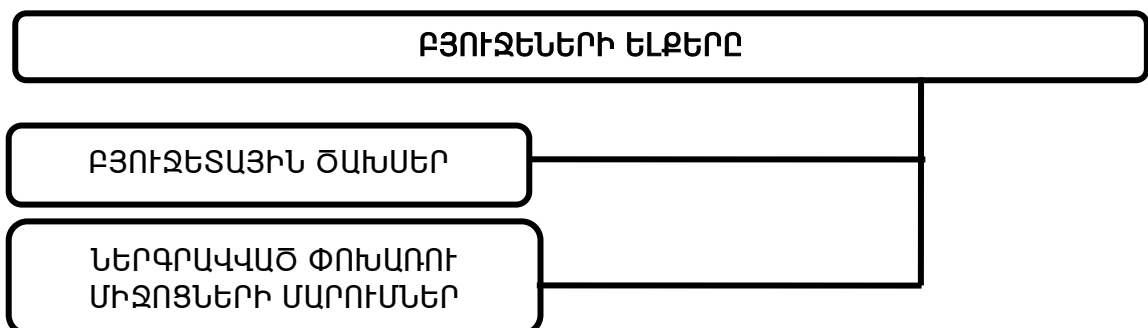 ԲՅՈՒՋԵՆԵՐԻ ԵԼՔԵՐԸ
ԲՅՈՒՋԵՏԱՅԻՆ ԾԱԽՍԵՐ
ՆԵՐԳՐԱՎՎԱԾ ՓՈԽԱՌՈՒ
ՄԻՋՈՑՆԵՐԻ ՄԱՐՈՒՄՆԵՐ